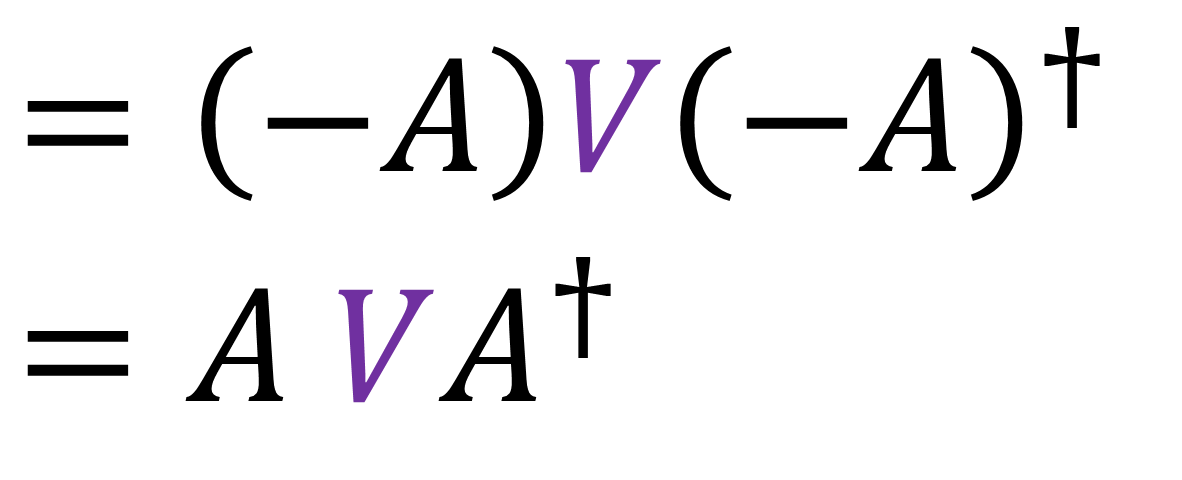 = (−A)V(−A)†
= A V A†